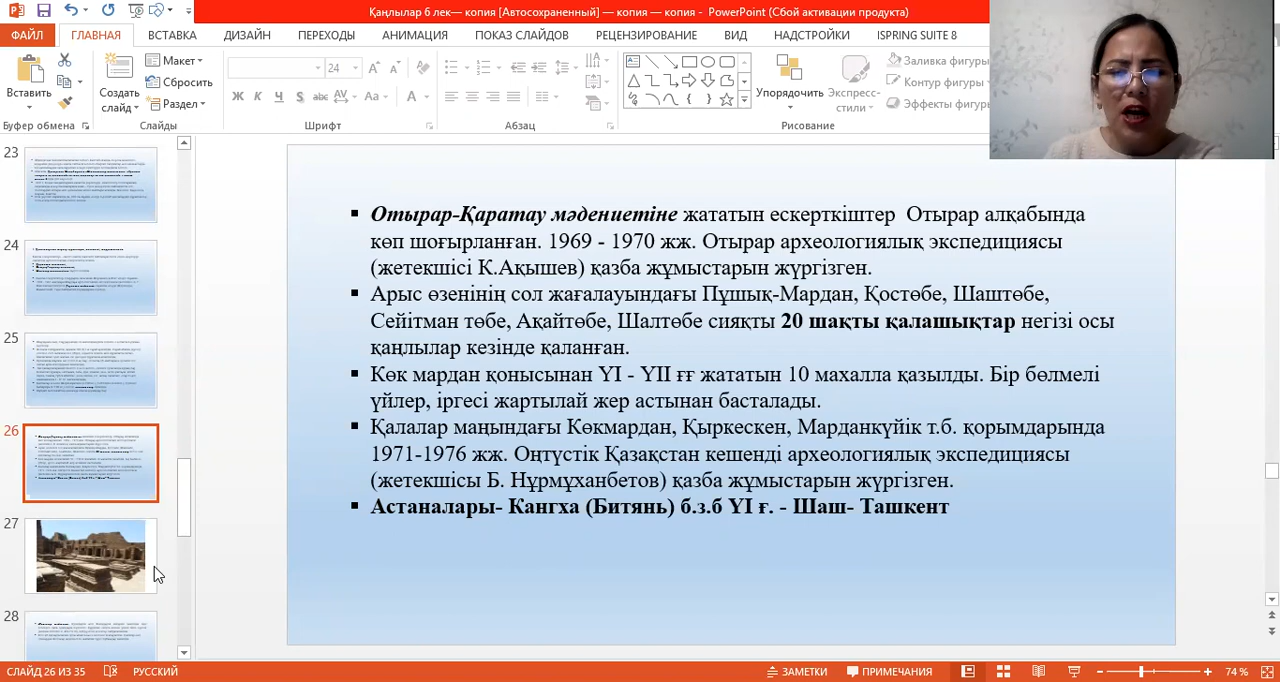 Қаңлылар 6 лек— копия [Автосохраненный] — копия — копия - PowerPoint (Сбой активации продукта)
ФАЙЛ ГЛАВНАЯ ВСТАВКА ДИЗАЙН ПЕРЕХОДЫ АНИМАЦИЯ ПОКАЗ СЛАЙДОВ РЕЦЕНЗИРОВАНИЕ ВИД НАДСТРОЙКИ ISPRING SUITE 8
Вставить
Создать слайд
Макет
Сбросить
Раздел
24
Ж К Ч S abc AV Aa A
Упорядочить
Экспресс-стили
Заливка фигуры
Контур фигуры
Эффекты фигуры
Буфер обмена Слайды Шрифт Абзац Рисование
23
24
25
26
27
28
Отырар-Қаратау мәдениетіне жататын ескерткіштер Отырар алқабында
көп шоғырланған. 1969 - 1970 жж. Отырар археологиялық экспедициясы
(жетекшісі К.Ақышев) қазба жұмыстарын жүргізген.
Арыс өзенінің сол жағалауындағы Пұшық-Мардан, Қостөбе, Шаштөбе,
Сейітман төбе, Ақайтөбе, Шалтөбе сияқты 20 шақты қалашықтар негізі осы
қаңлылар кезінде қаланған.
Көк мардан қаласынан ҮІ - ҮІІ ғғ жататын 10 махалла қазылды. Бір бөлмелі
үйлер, іргесі жартылай жер астынан басталады.
Қалалар маңындағы Көкмардан, Қыркескен, Марданкүйік т.б. қорымдарында
1971-1976 жж. Оңтүстік Қазақстан кешенді археологиялық экспедициясы
(жетекшісі Б. Нұрмұханбетов) қазба жұмыстарын жүргізген.
Астаналары- Кангха (Битянь) б.з.б ҮІ ғ. - Шаш- Ташкент
СЛАЙД 26 ИЗ 35 РУССКИЙ ЗАМЕТКИ ПРИМЕЧАНИЯ 74 %